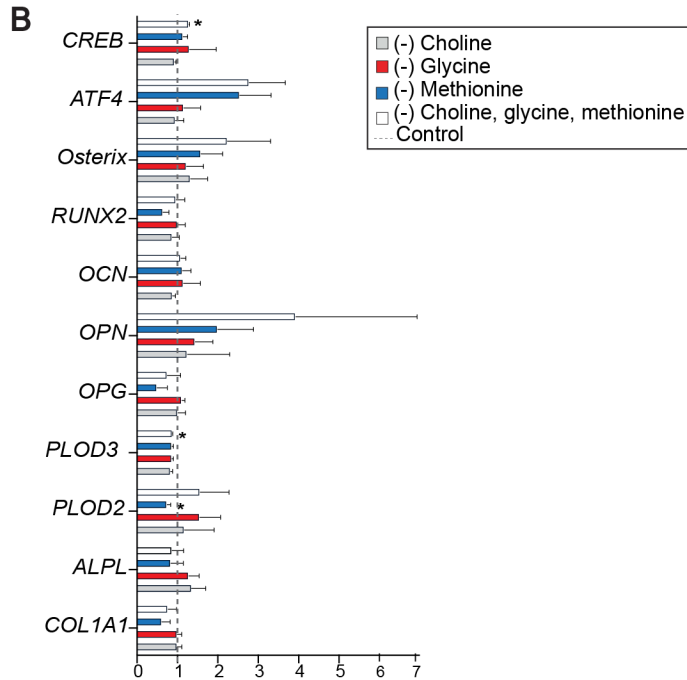 B
CREB
*
ATF4
Osterix
RUNX2
OCN
OPN
OPG
PLOD3
*
PLOD2
*
ALPL
COL1A1
0 1 2 3 4 5 6 7
(-) Choline
(-) Glycine
(-) Methionine
(-) Choline, glycine, methionine
Control